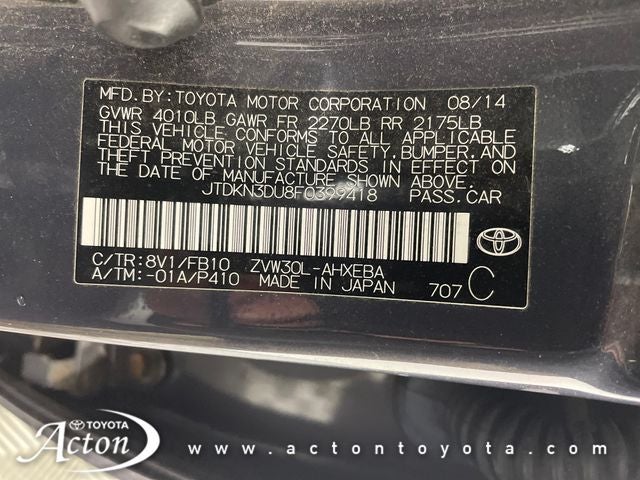 MFD.BY:TOYOTA MOTOR CORPORATION 08/14
GVWR 4010LB GAWR FR 2270LB RR 2175LB
THIS VEHICLE CONFORMS TO ALL APPLICABLE
FEDERAL MOTOR VEHICLE SAFETY,BUMPER,AND
THEFT PREVENTION STANDARDS IN EFFECT ON
THE DATE OF MANUFACTURE SHOWN ABOVE.
JTDKN3DU8F0399418 PASS.CAR
C/TR:8V1/FB10 ZVW30L-AHXEBA
A/TM:-01A/P410 MADE IN JAPAN 707 C
TOYOTA
Acton
www.actontoyota.com